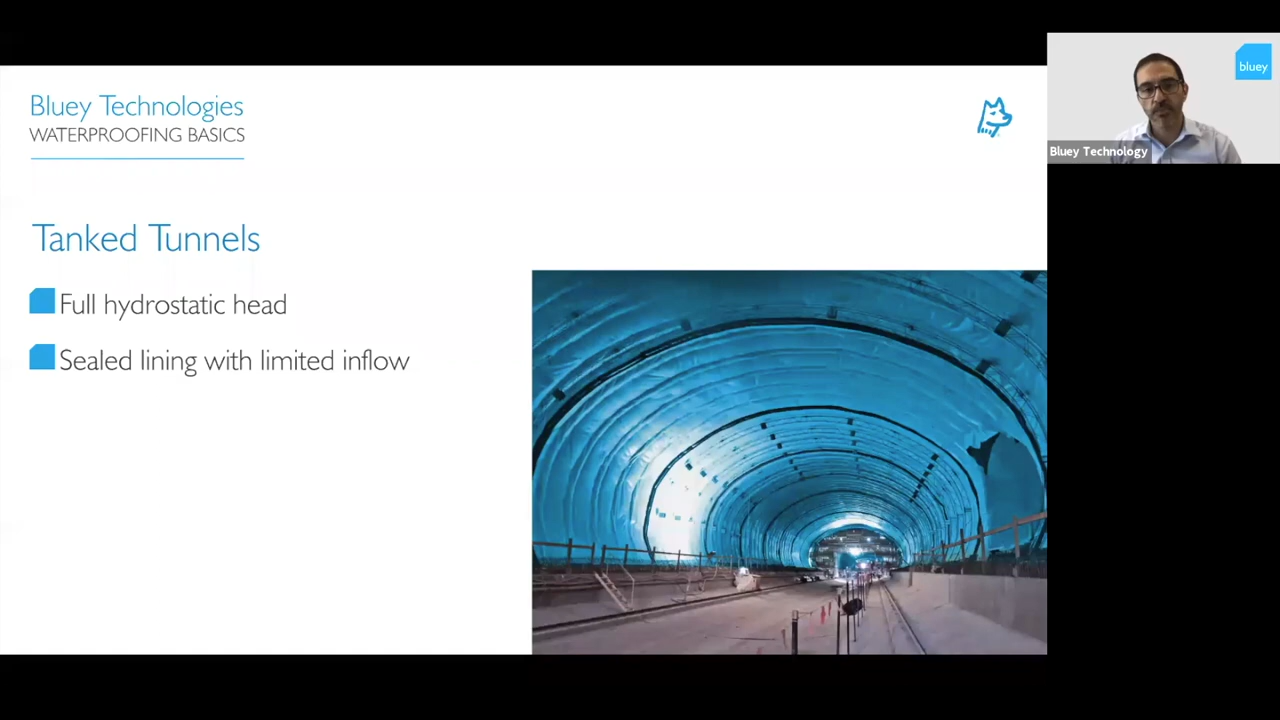 Bluey Technologies
WATERPROOFING BASICS
Tanked Tunnels
Full hydrostatic head
Sealed lining with limited inflow
bluey
Bluey Technology